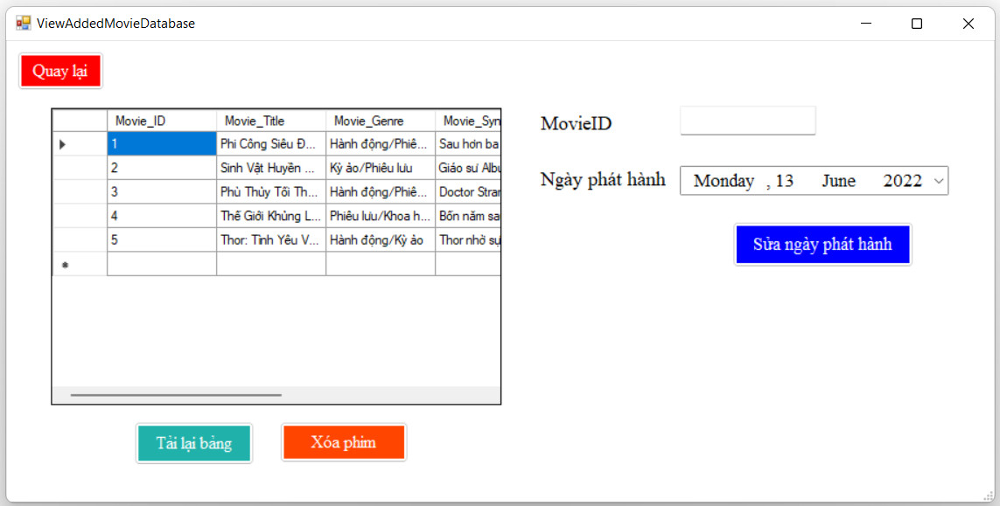 ViewAddedMovieDatabase
Quay lại
Movie_ID Movie_Title Movie_Genre Movie_Syn
1 Phi Công Siêu Đ... Hành động/Phiê... Sau hơn ba
2 Sinh Vật Huyền ... Kỳ ảo/Phiêu lưu Giáo sư Albu
3 Phù Thủy Tối Th... Hành động/Phiê... Doctor Stran
4 Thế Giới Khủng L... Phiêu lưu/Khoa h... Bốn năm sa
5 Thor: Tình Yêu V... Hành động/Kỳ ảo Thor nhờ sự
MovieID
Ngày phát hành Monday , 13 June 2022
Sửa ngày phát hành
Tải lại bảng Xóa phim